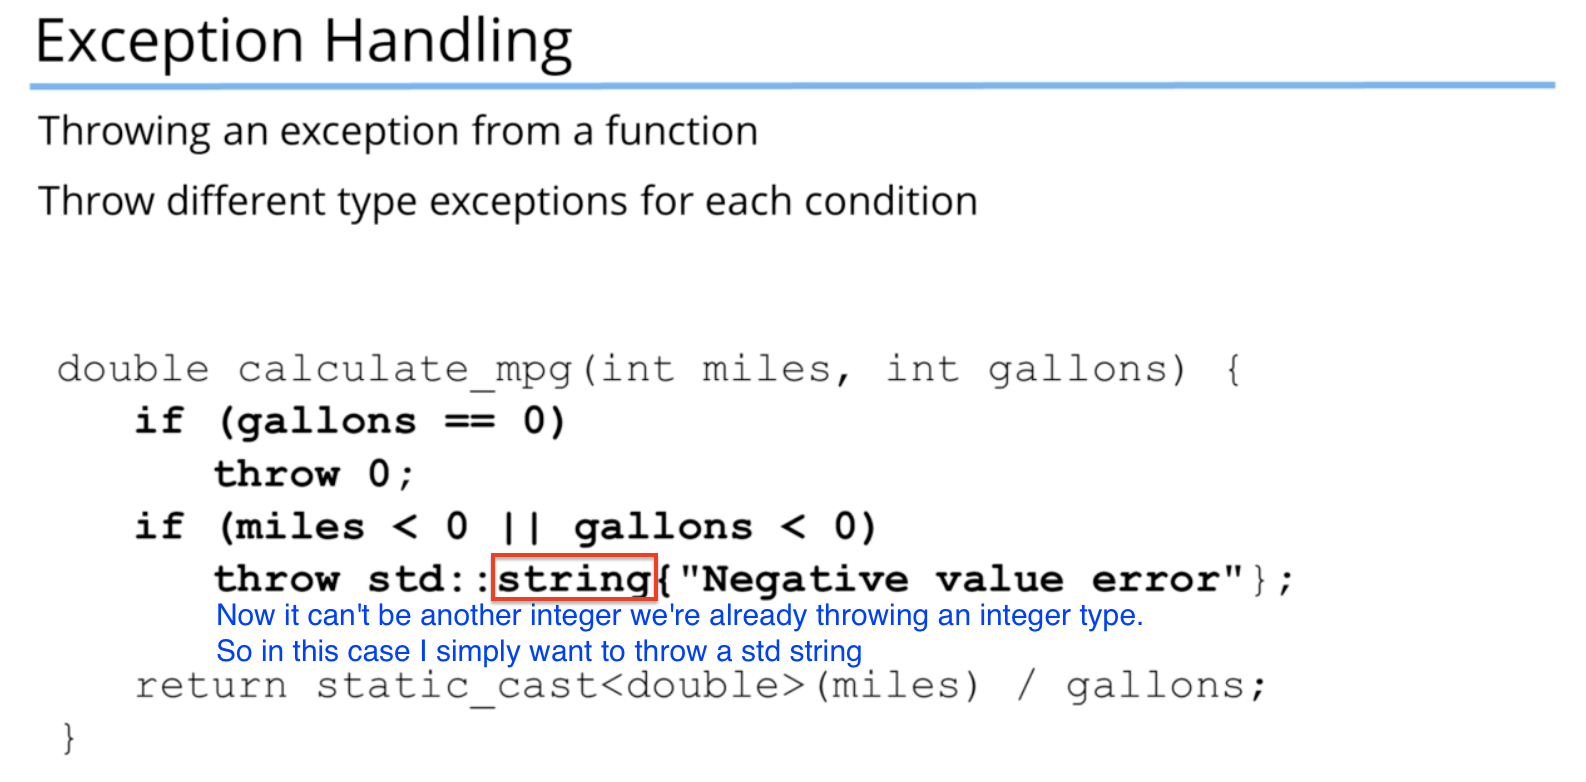 Exception Handling
Throwing an exception from a function
Throw different type exceptions for each condition
double calculate_mpg(int miles, int gallons) {
if (gallons == 0)
throw 0;
if (miles < 0 || gallons < 0)
throw std::string{"Negative value error"};
Now it can't be another integer we're already throwing an integer type.
So in this case I simply want to throw a std string
return static_cast<double>(miles) / gallons;
}